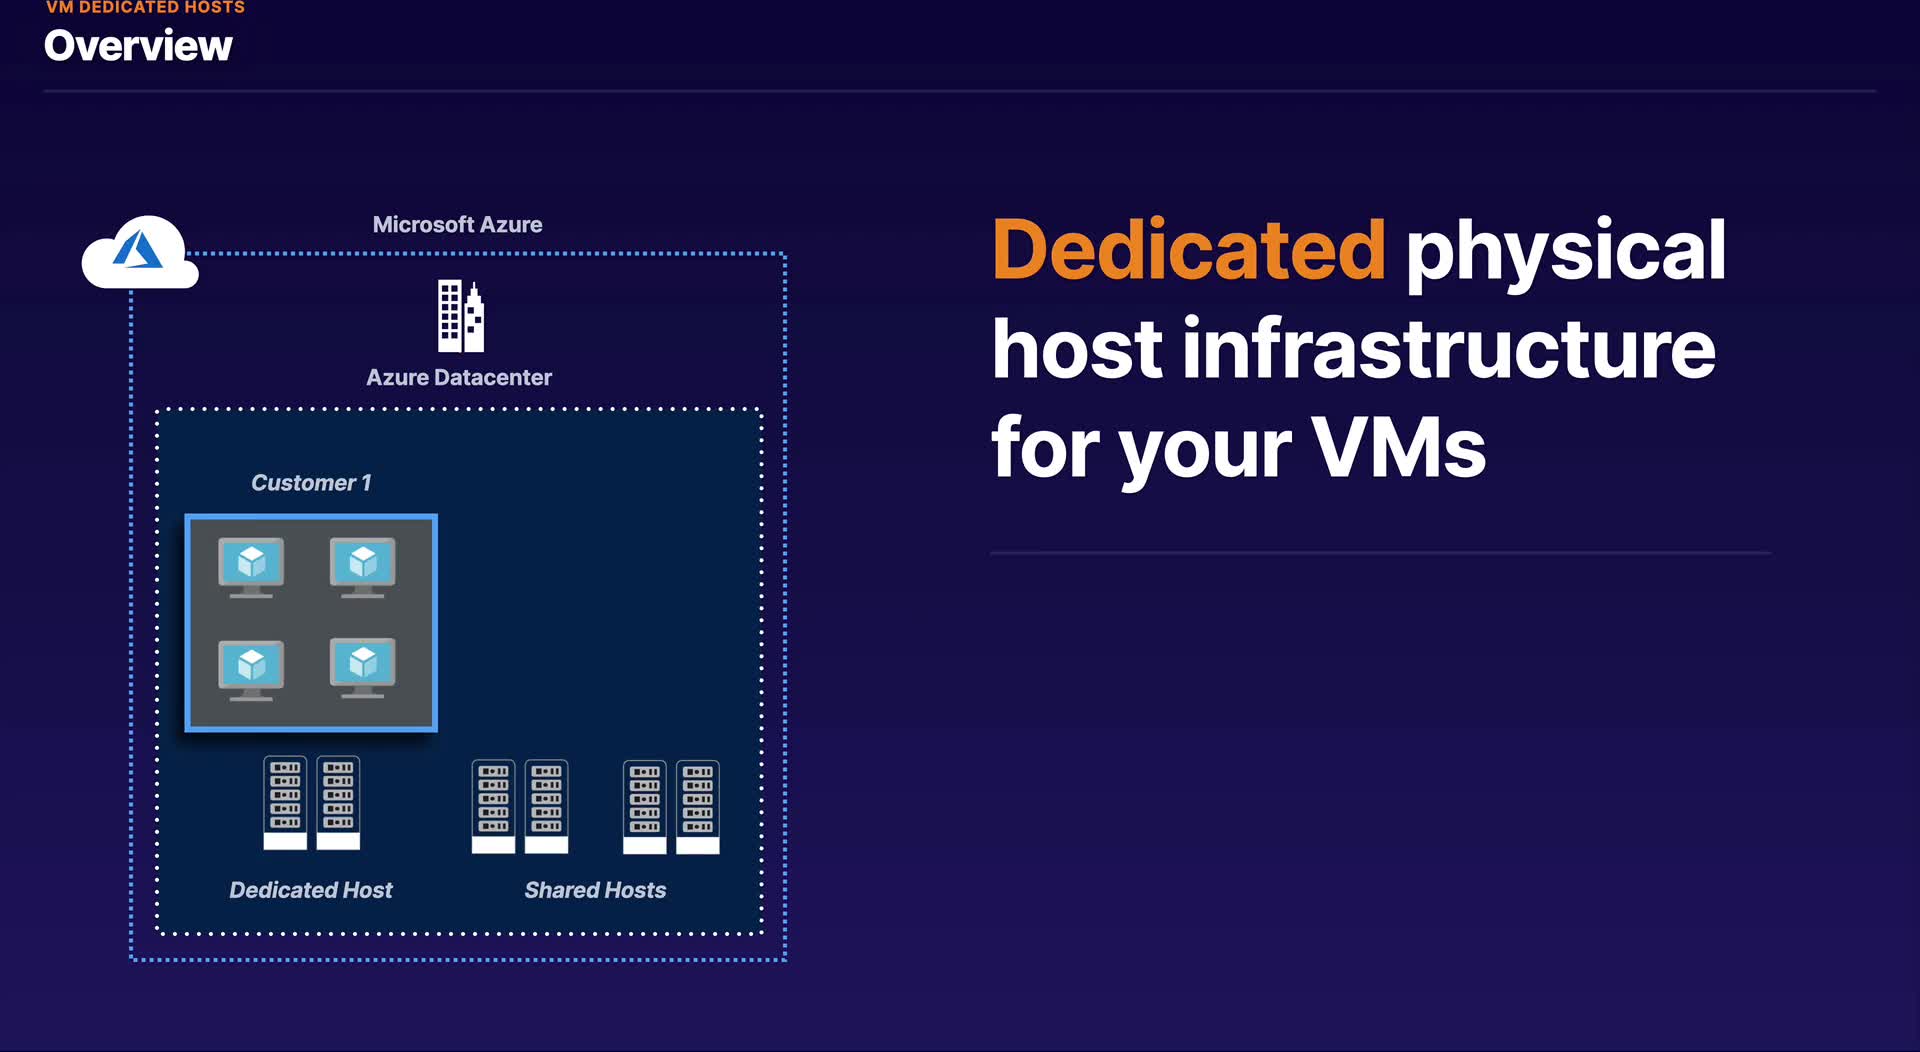 VM DEDICATED HOSTS
Overview
Microsoft Azure
Azure Datacenter
Customer 1
Dedicated Host
Shared Hosts
Dedicated physical
host infrastructure
for your VMs